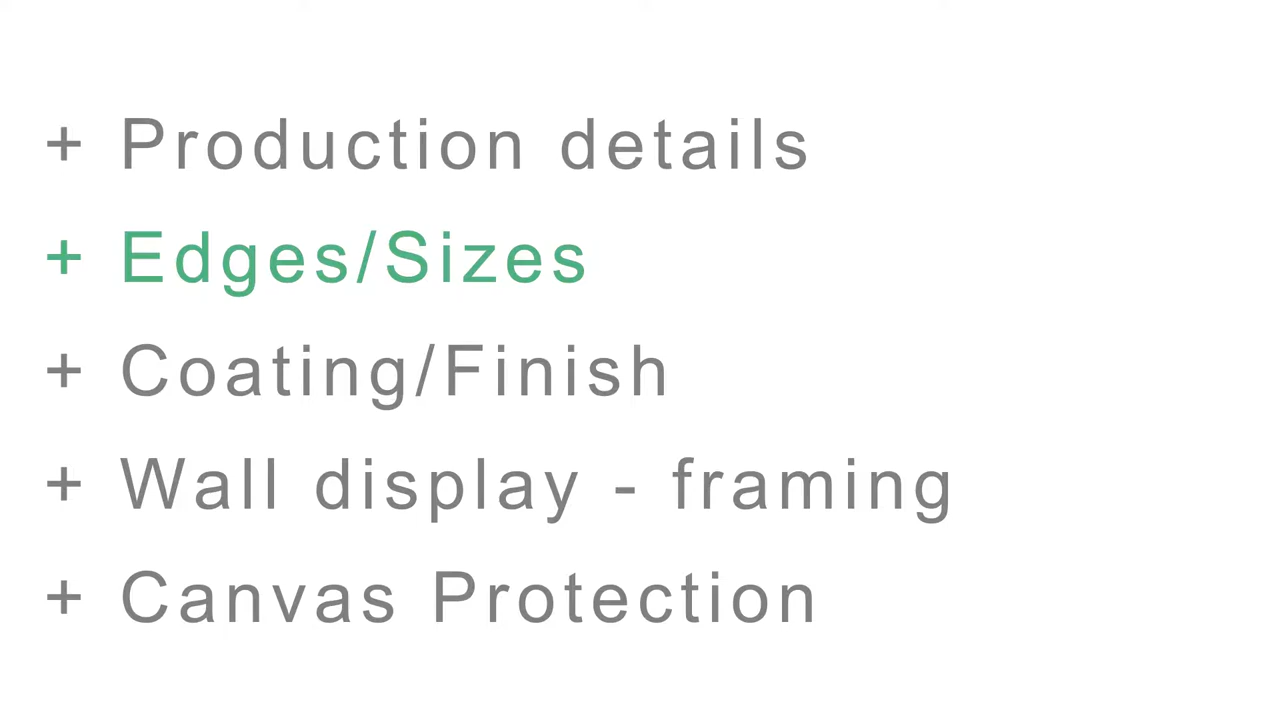 + Production details
+ Edges/Sizes
+ Coating/Finish
+ Wall display - framing
+ Canvas Protection